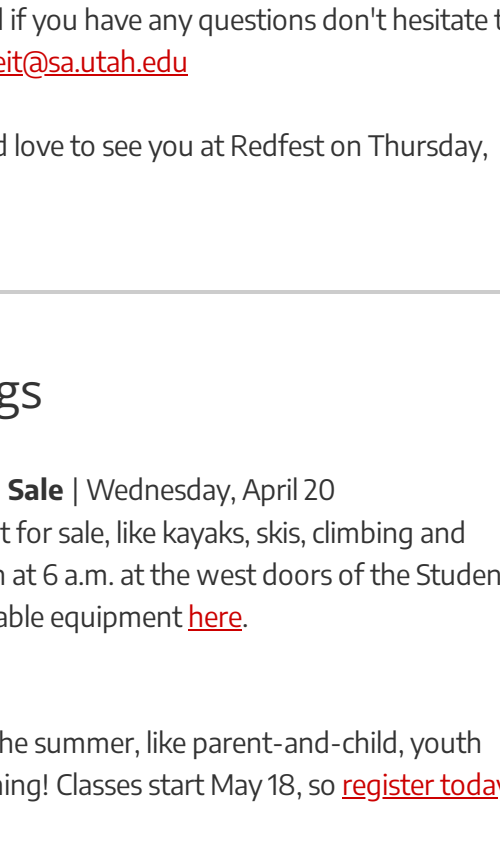 if you have any questions don't hesitate
eit@sa.utah.edu
love to see you at Redfest on Thursday,
gs
Sale | Wednesday, April 20
t for sale, like kayaks, skis, climbing and
at 6 a.m. at the west doors of the Studen
able equipment here.
he summer, like parent-and-child, youth
ning! Classes start May 18, so register today